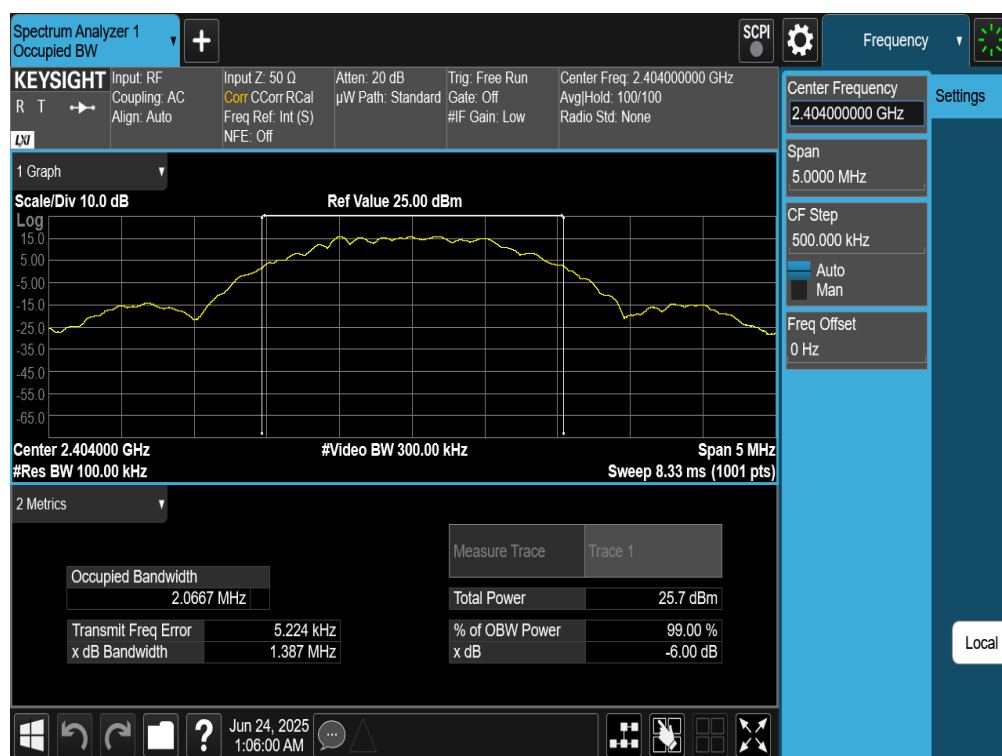 Spectrum Analyzer 1
Occupied BW
+
SCPI
Frequency
KEYSIGHT
R T
LXI
Input: RF
Coupling: AC
Align: Auto
Input Z: 50 Ω
Corr CCorr RCal
Freq Ref: Int (S)
NFE: Off
Atten: 20 dB
µW Path: Standard
Trig: Free Run
Gate: Off
#IF Gain: Low
Center Freq: 2.404000000 GHz
Avg|Hold: 100/100
Radio Std: None
1 Graph
Scale/Div 10.0 dB
Ref Value 25.00 dBm
Log
15.0
5.00
-5.00
-15.0
-25.0
-35.0
-45.0
-55.0
-65.0
Center 2.404000 GHz
#Video BW 300.00 kHz
Span 5 MHz
#Res BW 100.00 kHz
Sweep 8.33 ms (1001 pts)
2 Metrics
Measure Trace
Trace 1
Occupied Bandwidth
2.0667 MHz
Total Power
25.7 dBm
Transmit Freq Error
5.224 kHz
% of OBW Power
99.00 %
x dB Bandwidth
1.387 MHz
x dB
-6.00 dB
Center Frequency
2.404000000 GHz
Settings
Span
5.0000 MHz
CF Step
500.000 kHz
Auto
Man
Freq Offset
0 Hz
Local
?
Jun 24, 2025
1:06:00 AM